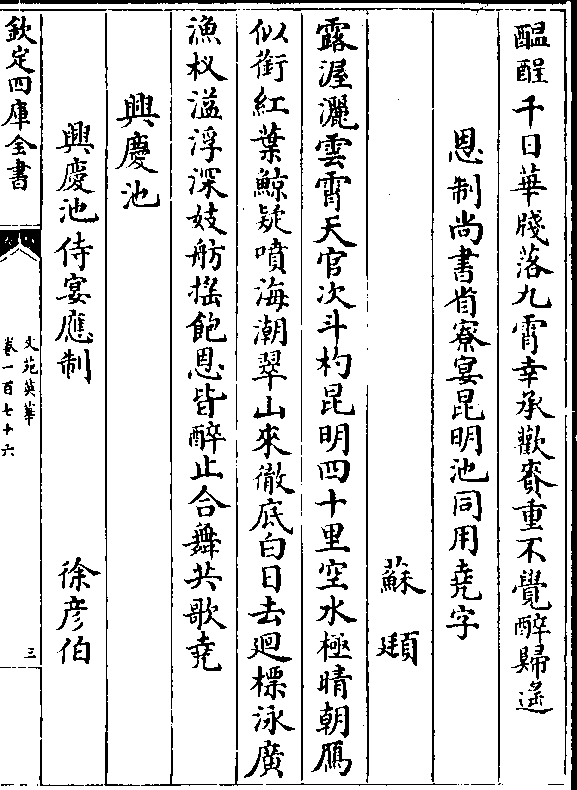 醖醒千日華牋落九霄幸承歡賚重不覺醉歸遥
恩制尚書省寮宴昆明池同用堯字
蘇頲
露渥灑雲霄天官次斗杓昆明四十里空水極晴朝鴈
似銜紅葉鯨疑噴海潮翠山來徹底白日去廻標泳廣
漁杈溢浮深妓舫揺飽恩皆醉止合舞共歌堯
興慶池
興慶池侍宴應制 徐彦伯
欽定四庫全書
文苑英華
卷一百七十六
三